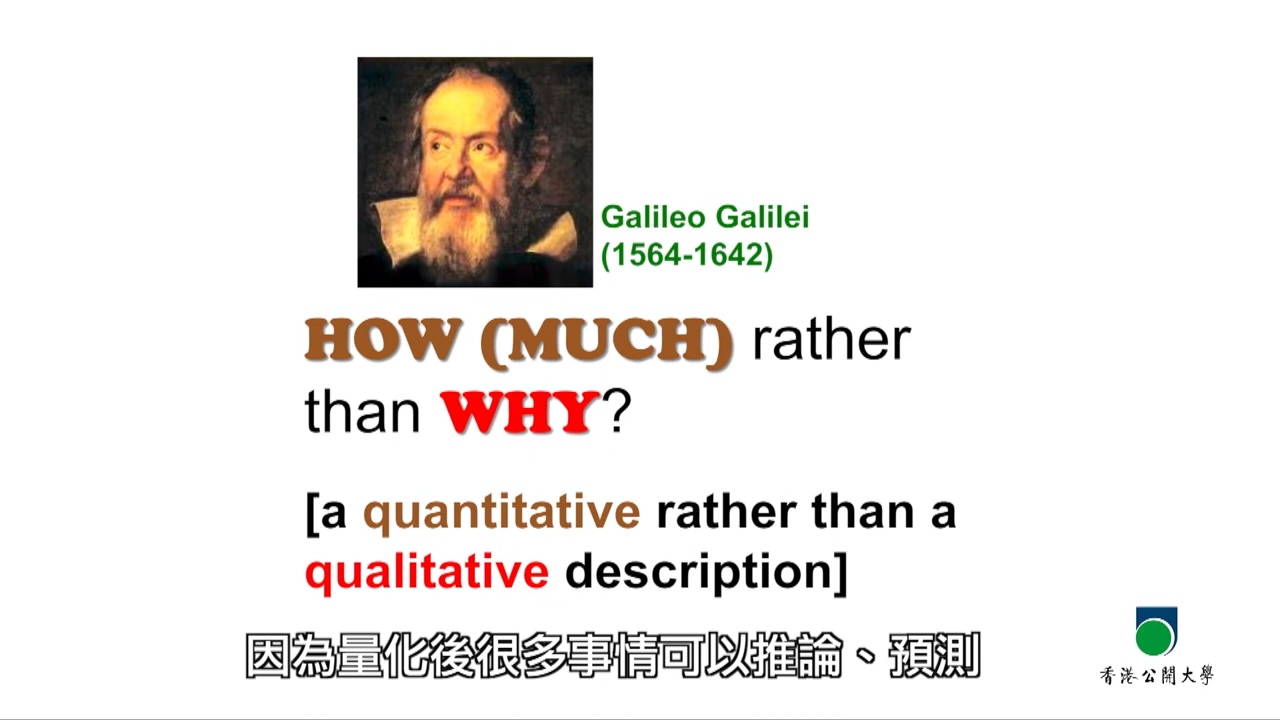 Galileo Galilei
(1564-1642)
HOW (MUCH) rather
than WHY?
[a quantitative rather than a
qualitative description]
因為量化後很多事情可以推論、預測
香港公開大學